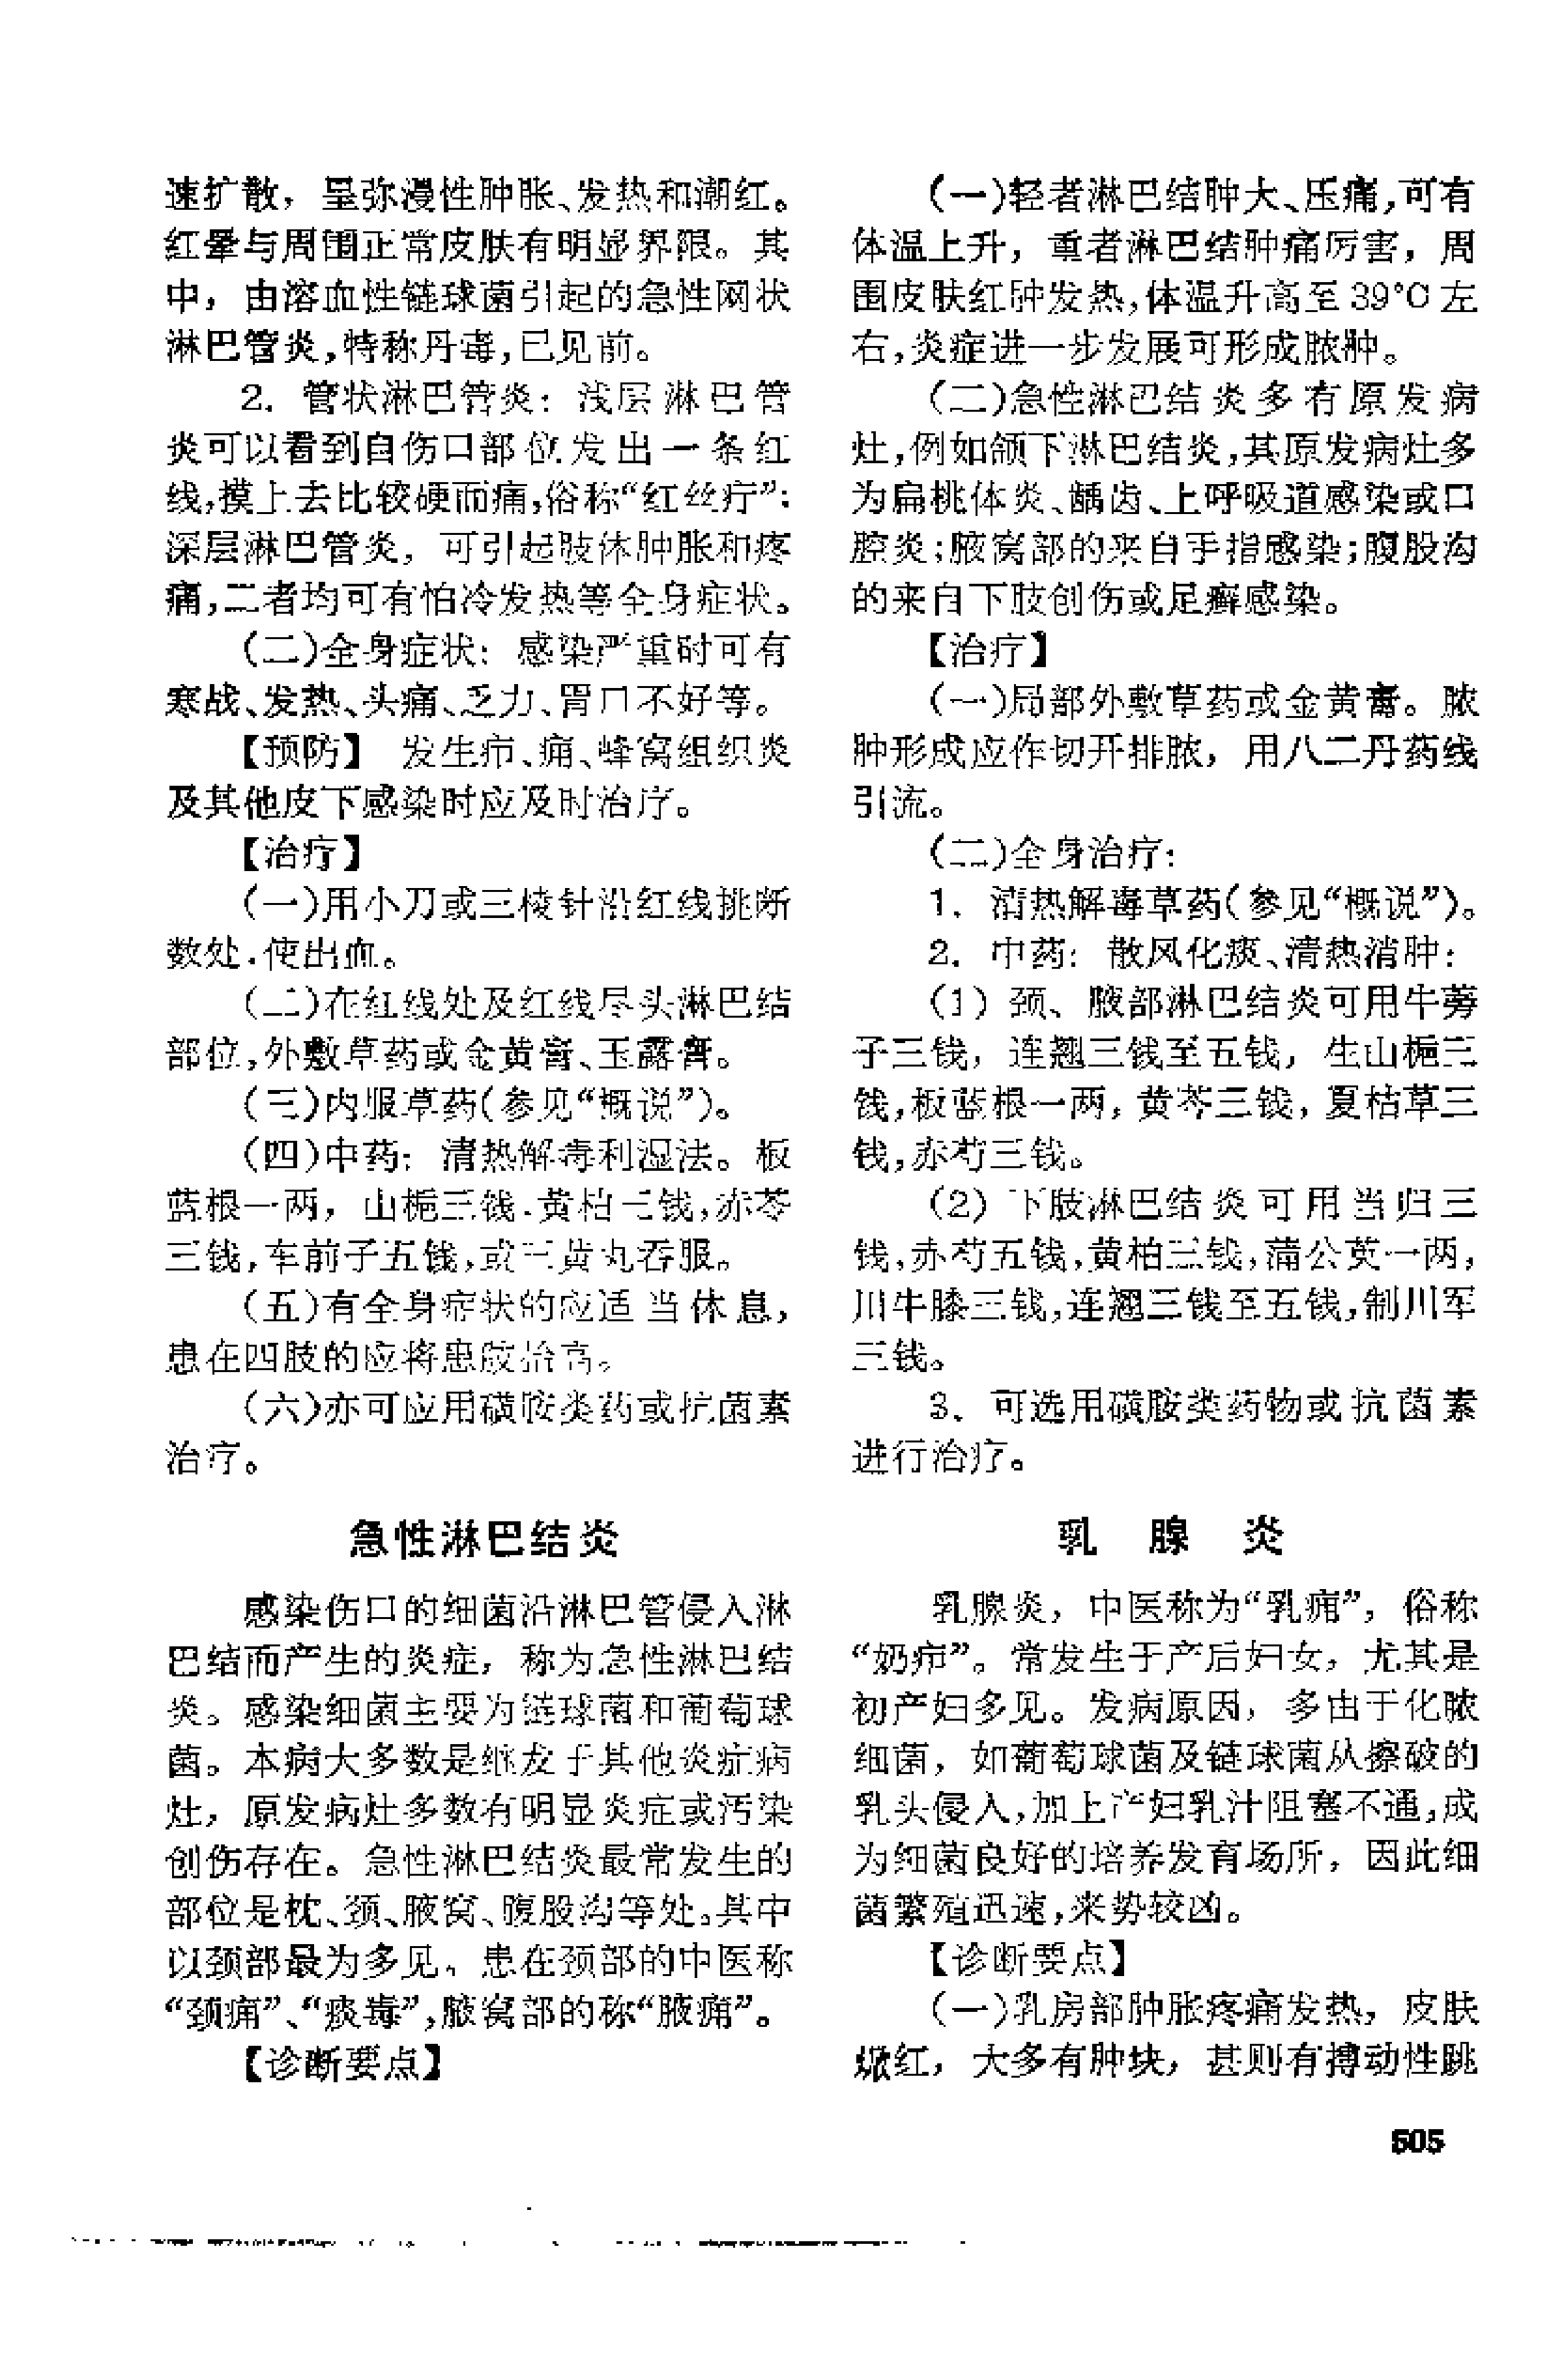 速扩散，呈弥漫性肿胀、发热和潮红。
红晕与周围正常皮肤有明显界限。其
中，由溶血性链球菌引起的急性网状
淋巴管炎，特称丹毒，已见前。
2．管状淋巴管炎：浅层淋巴管
炎可以看到自伤口部位发出一条红
线，摸上去比较硬而痛，俗称“红丝疔”；
深层淋巴管炎，可引起肢体肿胀和疼
痛，二者均可有怕冷发热等全身症状。
（二）全身症状：感染严重时可有
寒战、发热、头痛、乏力、胃口不好等。
【预防】 发生疖、痈、蜂窝组织炎
及其他皮下感染时应及时治疗。
【治疗】
（一）用小刀或三棱针沿红线挑断
数处，使出血。
（二）在红线处及红线尽头淋巴结
部位，外敷草药或金黄膏、玉露膏。
（三）内服草药（参见“概说”）。
（四）中药：清热解毒利湿法。板
蓝根一两，山栀三钱，黄柏三钱，赤苓
三钱，车前子五钱，或三黄丸吞服。
（五）有全身症状的应适当休息，
患在四肢的应将患肢抬高。
（六）亦可应用磺胺类药或抗菌素
治疗。
急性淋巴结炎
感染伤口的细菌沿淋巴管侵入淋
巴结而产生的炎症，称为急性淋巴结
炎。感染细菌主要为链球菌和葡萄球
菌。本病大多数是继发于其他炎症病
灶，原发病灶多数有明显炎症或污染
创伤存在。急性淋巴结炎最常发生的
部位是枕、颈、腋窝、腹股沟等处。其中
以颈部最为多见。患在颈部的中医称
“颈痈”、“痰毒”，腋窝部的称“腋痈”。
【诊断要点】
（一）轻者淋巴结肿大、压痛，可有
体温上升，重者淋巴结肿痛厉害，周
围皮肤红肿发热，体温升高至39℃左
右，炎症进一步发展可形成脓肿。
（二）急性淋巴结炎多有原发病
灶，例如颌下淋巴结炎，其原发病灶多
为扁桃体炎、龋齿、上呼吸道感染或口
腔炎；腋窝部的来自手指感染；腹股沟
的来自下肢创伤或足癣感染。
【治疗】
（一）局部外敷草药或金黄膏。脓
肿形成应作切开排脓，用八二丹药线
引流。
（二）全身治疗：
1．清热解毒草药（参见“概说”）。
2．中药：散风化痰、清热消肿：
（1）颈、腋部淋巴结炎可用牛蒡
子三钱，连翘三钱至五钱，生山栀三
钱，板蓝根一两，黄芩三钱，夏枯草三
钱，赤芍三钱。
（2）下肢淋巴结炎可用当归三
钱，赤芍五钱，黄柏三钱，蒲公英一两，
川牛膝三钱，连翘三钱至五钱，制川军
三钱。
3．可选用磺胺类药物或抗菌素
进行治疗。
乳腺炎
乳腺炎，中医称为“乳痈”，俗称
“奶疖”。常发生于产后妇女，尤其是
初产妇多见。发病原因，多由于化脓
细菌，如葡萄球菌及链球菌从擦破的
乳头侵入，加上产妇乳汁阻塞不通，成
为细菌良好的培养发育场所，因此细
菌繁殖迅速，来势较凶。
【诊断要点】
（一）乳房部肿胀疼痛发热，皮肤
焮红，大多有肿块，甚则有搏动性跳
505